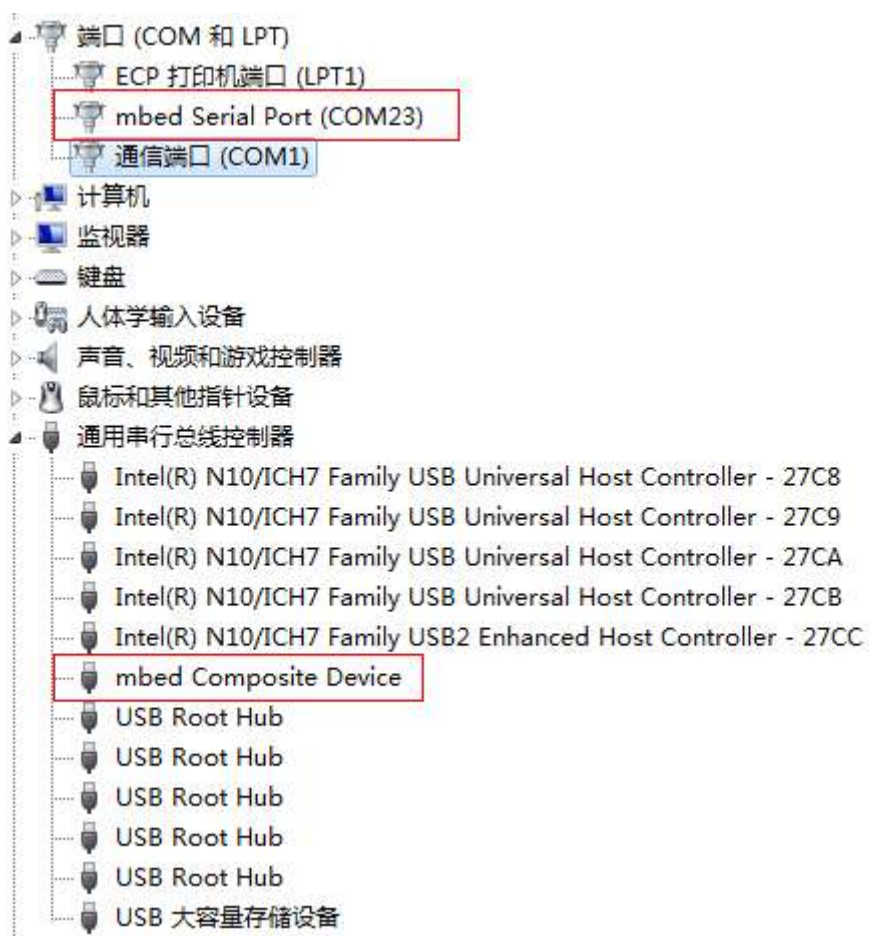 端口 (COM 和 LPT)
ECP 打印机端口 (LPT1)
mbed Serial Port (COM23)
通信端口 (COM1)
计算机
监视器
键盘
人体学输入设备
声音、视频和游戏控制器
鼠标和其他指针设备
通用串行总线控制器
Intel(R) N10/ICH7 Family USB Universal Host Controller - 27C8
Intel(R) N10/ICH7 Family USB Universal Host Controller - 27C9
Intel(R) N10/ICH7 Family USB Universal Host Controller - 27CA
Intel(R) N10/ICH7 Family USB Universal Host Controller - 27CB
Intel(R) N10/ICH7 Family USB2 Enhanced Host Controller - 27CC
mbed Composite Device
USB Root Hub
USB Root Hub
USB Root Hub
USB Root Hub
USB Root Hub
USB 大容量存储设备